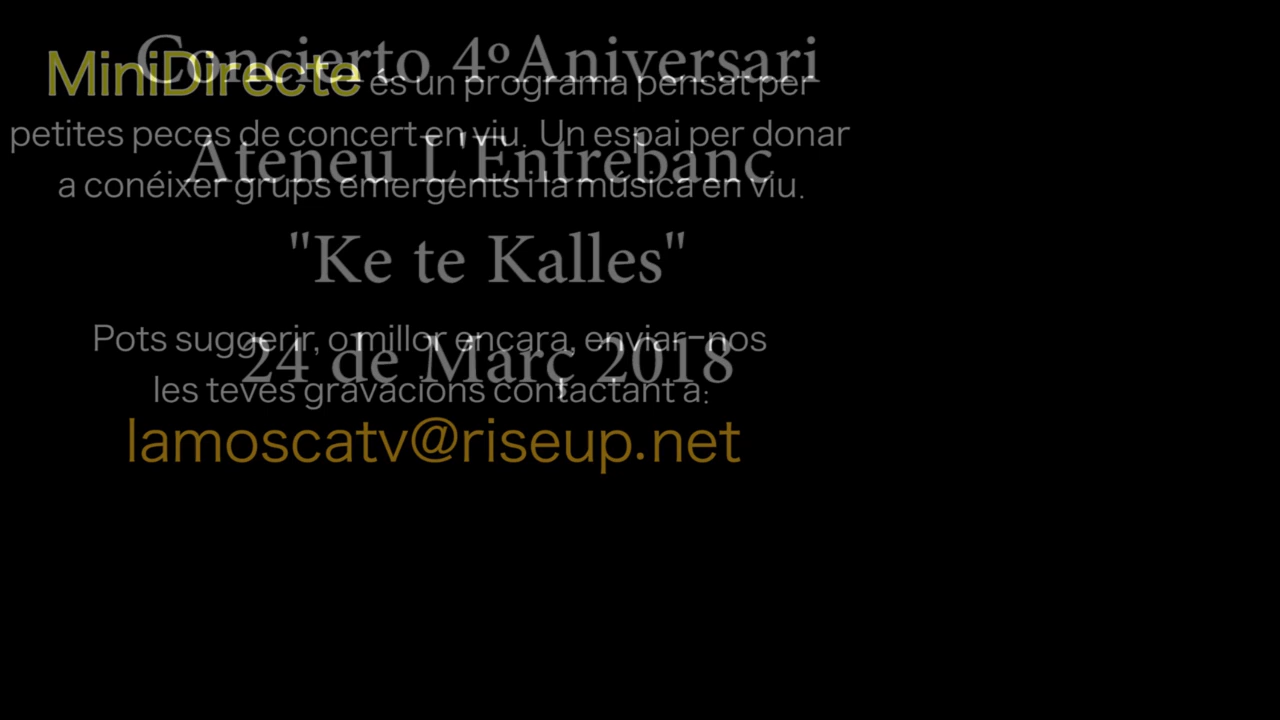 Concierto 4ºAniversari
Ateneu L'Entrebanc
"Ke te Kalles"
24 de Març 2018
MiniDirecte és un programa pensat per
petites peces de concert en viu. Un espai per donar
a conéixer grups emergents i la música en viu.
Pots suggerir, o millor encara, enviar-nos
les teves gravacions contactant a:
lamoscatv@riseup.net